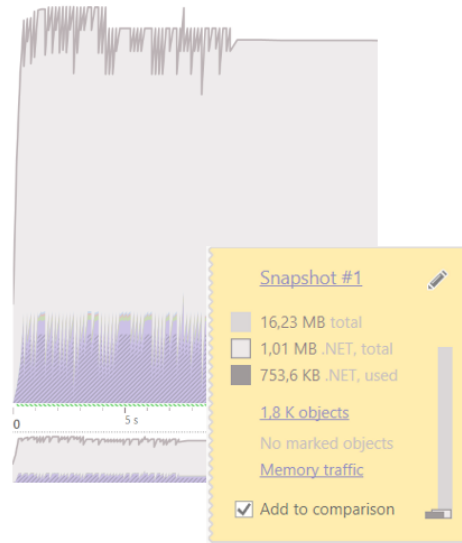 0
5 s
Snapshot #1
16,23 MB total
1,01 MB .NET, total
753,6 KB .NET, used
1,8 K objects
No marked objects
Memory traffic
Add to comparison